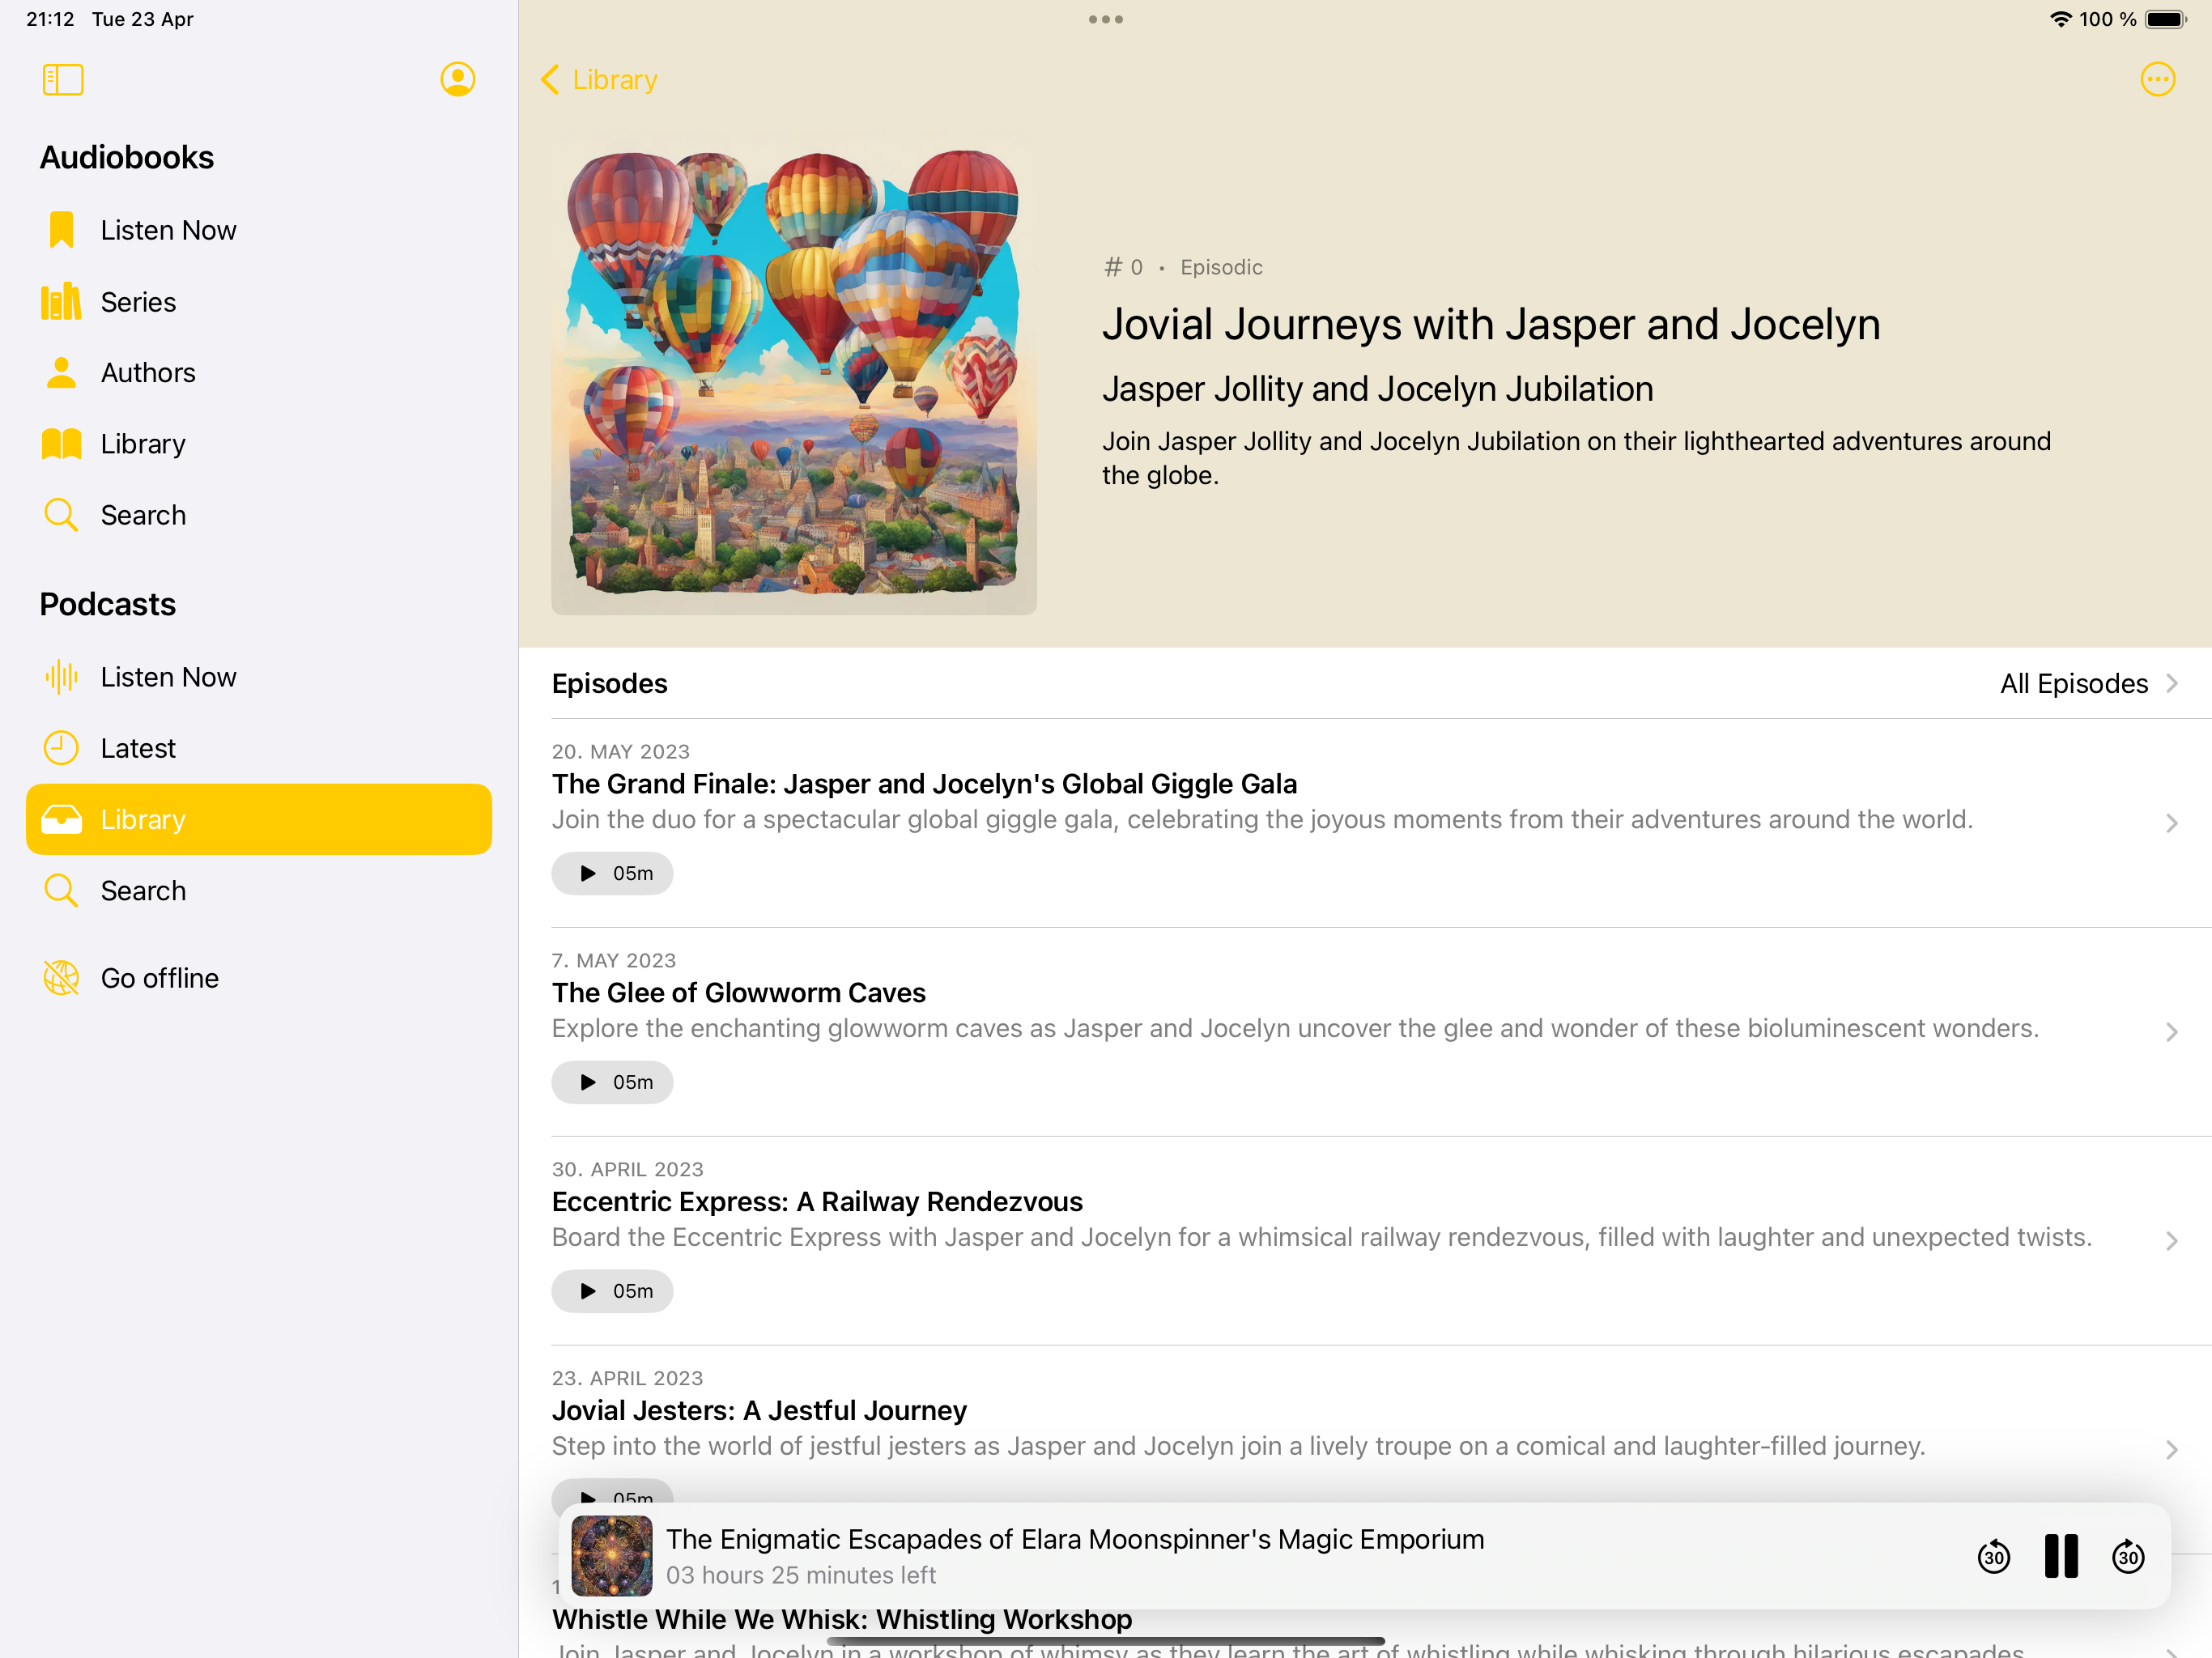 21:12 Tue 23 Apr
100 %
Audiobooks
Listen Now
Series
Authors
Library
Search
Podcasts
Listen Now
Latest
Library
Search
Go offline
Library
# 0 • Episodic
Jovial Journeys with Jasper and Jocelyn
Jasper Jollity and Jocelyn Jubilation
Join Jasper Jollity and Jocelyn Jubilation on their lighthearted adventures around
the globe.
Episodes
All Episodes
20. MAY 2023
The Grand Finale: Jasper and Jocelyn's Global Giggle Gala
Join the duo for a spectacular global giggle gala, celebrating the joyous moments from their adventures around the world.
05m
7. MAY 2023
The Glee of Glowworm Caves
Explore the enchanting glowworm caves as Jasper and Jocelyn uncover the glee and wonder of these bioluminescent wonders.
05m
30. APRIL 2023
Eccentric Express: A Railway Rendezvous
Board the Eccentric Express with Jasper and Jocelyn for a whimsical railway rendezvous, filled with laughter and unexpected twists.
05m
23. APRIL 2023
Jovial Jesters: A Jestful Journey
Step into the world of jestful jesters as Jasper and Jocelyn join a lively troupe on a comical and laughter-filled journey.
05m
The Enigmatic Escapades of Elara Moonspinner's Magic Emporium
03 hours 25 minutes left
30
30
Whistle While We Whisk: Whistling Workshop
Join Jasper and Jocelyn in a workshop of whimsy as they learn the art of whistling while whisking through hilarious escapades.